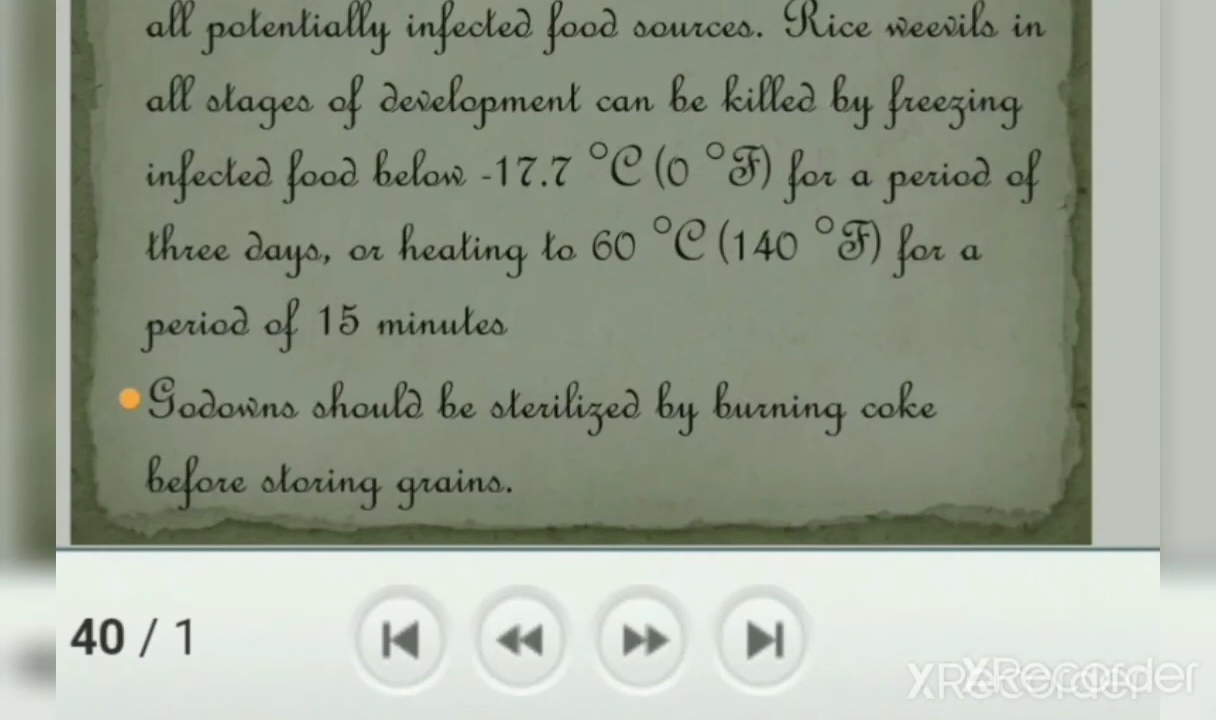 all potentially infected food sources. Rice weevils in
all stages of development can be killed by freezing
infected food below -17.7 °C (0 °F) for a period of
three days, or heating to 60 °C (140 °F) for a
period of 15 minutes
Godowns should be sterilized by burning coke
before storing grains.
40 / 1
XRecorder
XRecorder